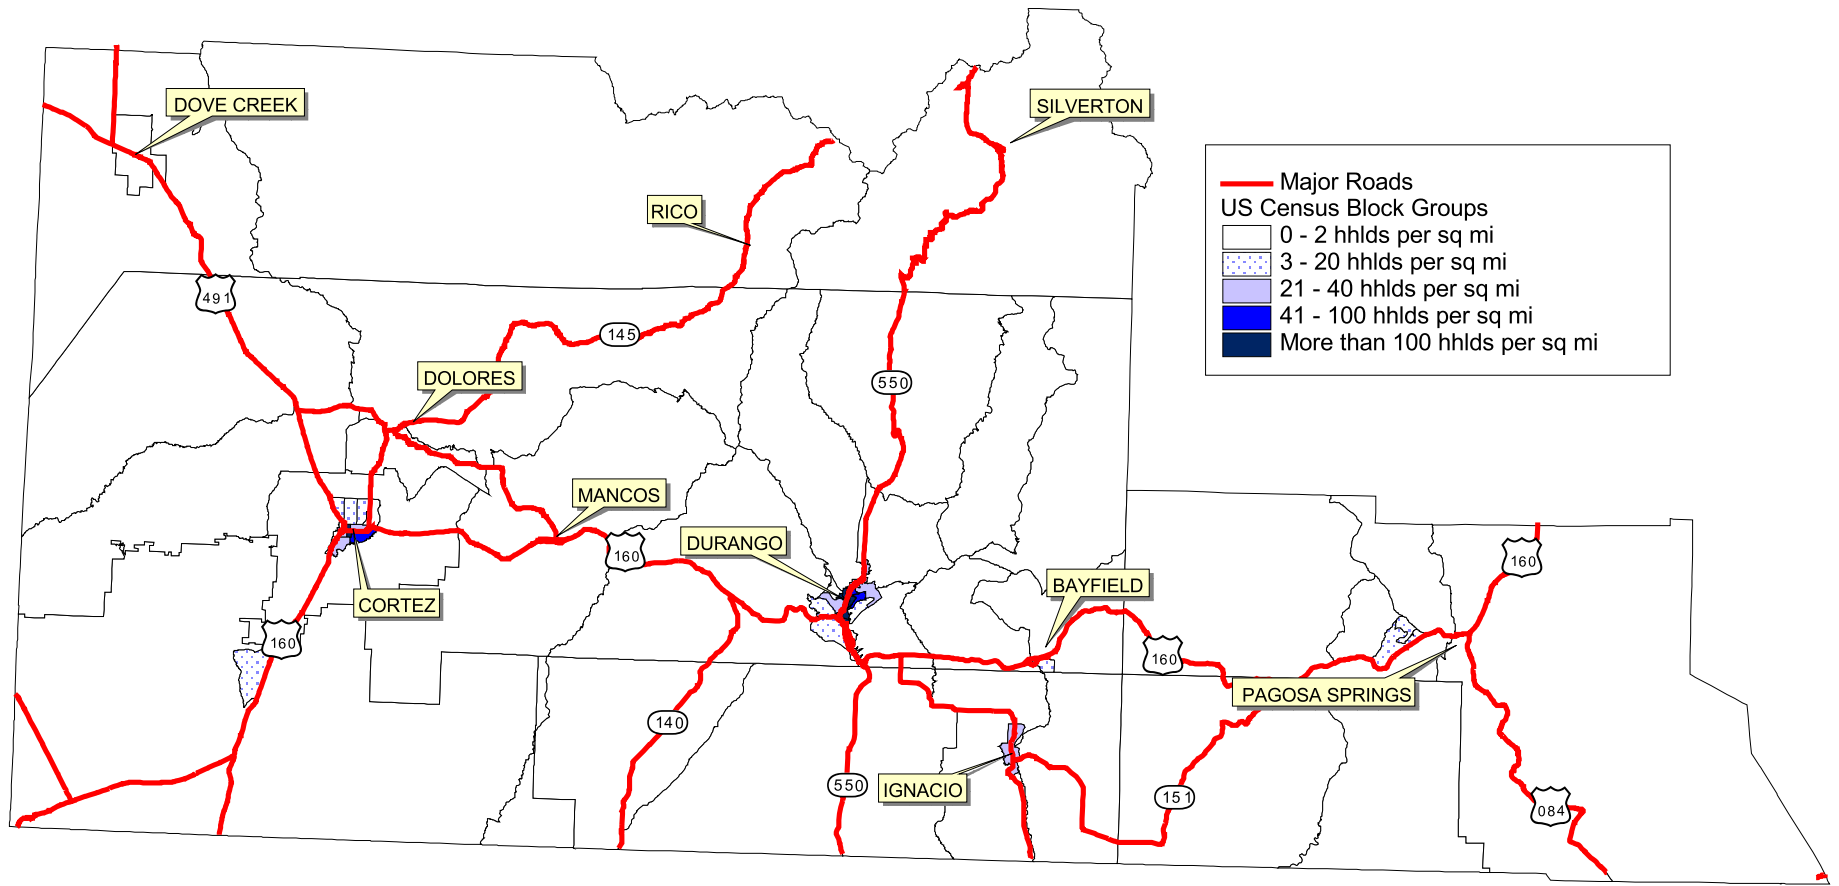 DOVE CREEK
SILVERTON
RICO
Major Roads
US Census Block Groups
0 - 2 hhlds per sq mi
3 - 20 hhlds per sq mi
21 - 40 hhlds per sq mi
41 - 100 hhlds per sq mi
More than 100 hhlds per sq mi
491
145
DOLORES
550
MANCOS
DURANGO
160
160
BAYFIELD
CORTEZ
160
160
PAGOSA SPRINGS
140
550
IGNACIO
151
084